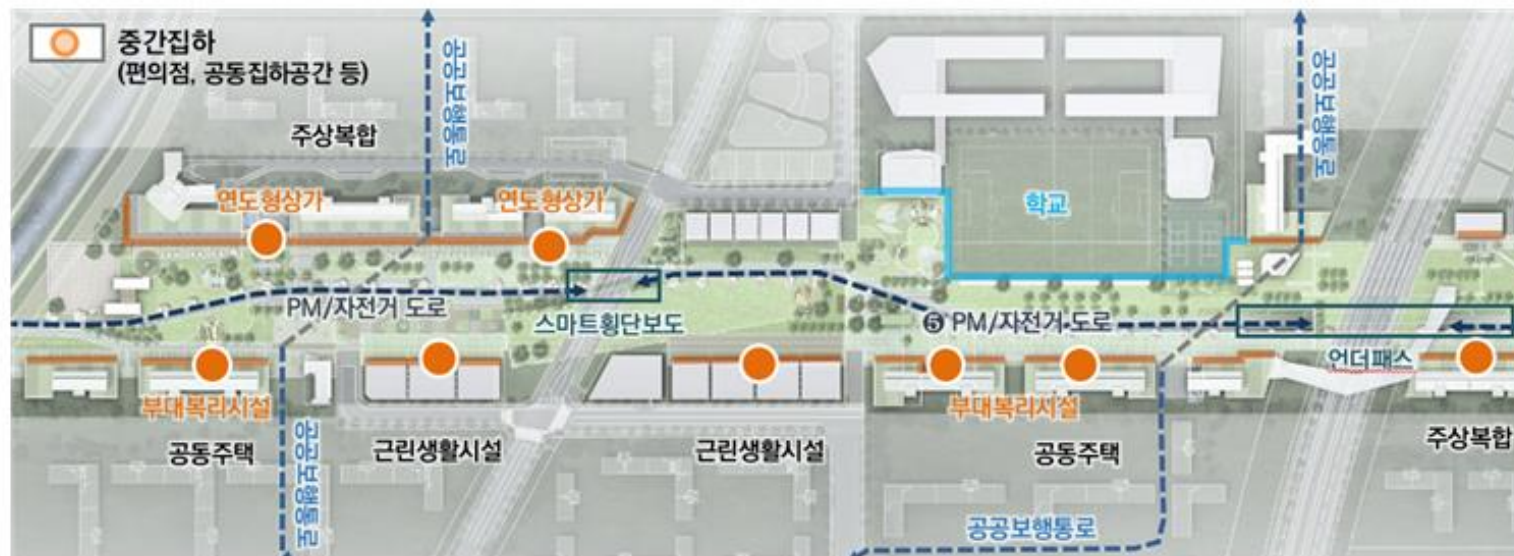 중간집하
(편의점, 공동집하공간 등)
공공보행통로
공공보행통로
주상복합
연도형상가
연도형상가
학교
PM/자전거 도로
스마트횡단보도
❺ PM/자전거 도로
언더패스
부대복리시설
부대복리시설
공동주택
근린생활시설
근린생활시설
공동주택
주상복합
공공보행통로
공공보행통로